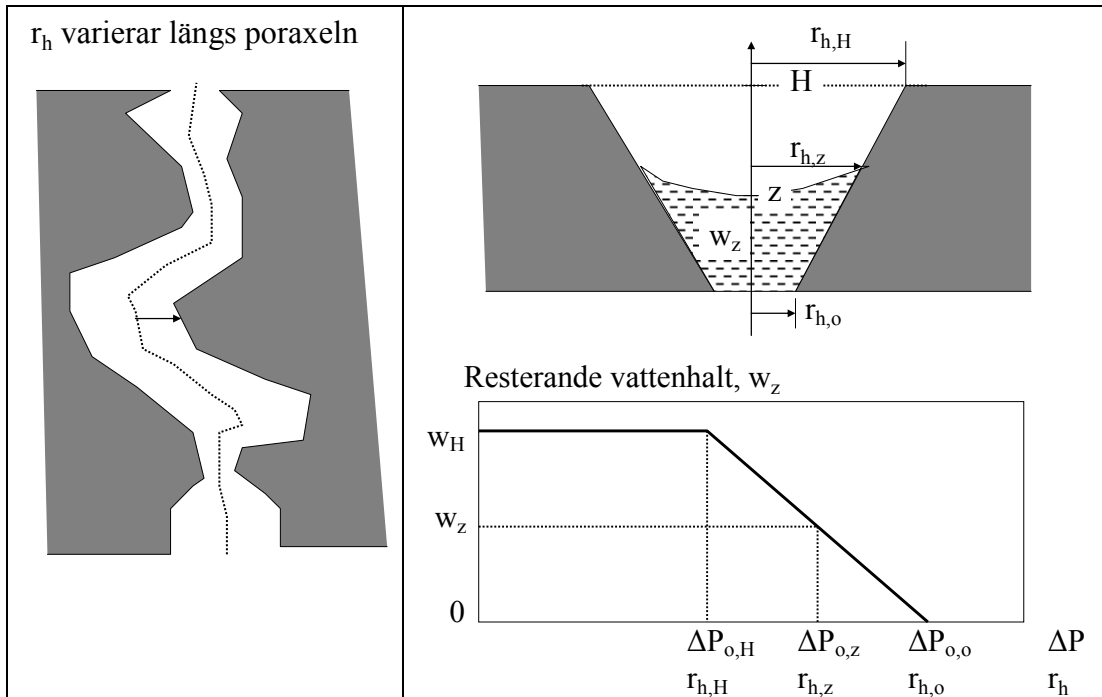 r_h varierar längs poraxeln
r_h,H
H
r_h,z
z
w_z
r_h,o
Resterande vattenhalt, w_z
w_H
w_z
0
ΔP_o,H ΔP_o,z ΔP_o,o ΔP
r_h,H r_h,z r_h,o r_h